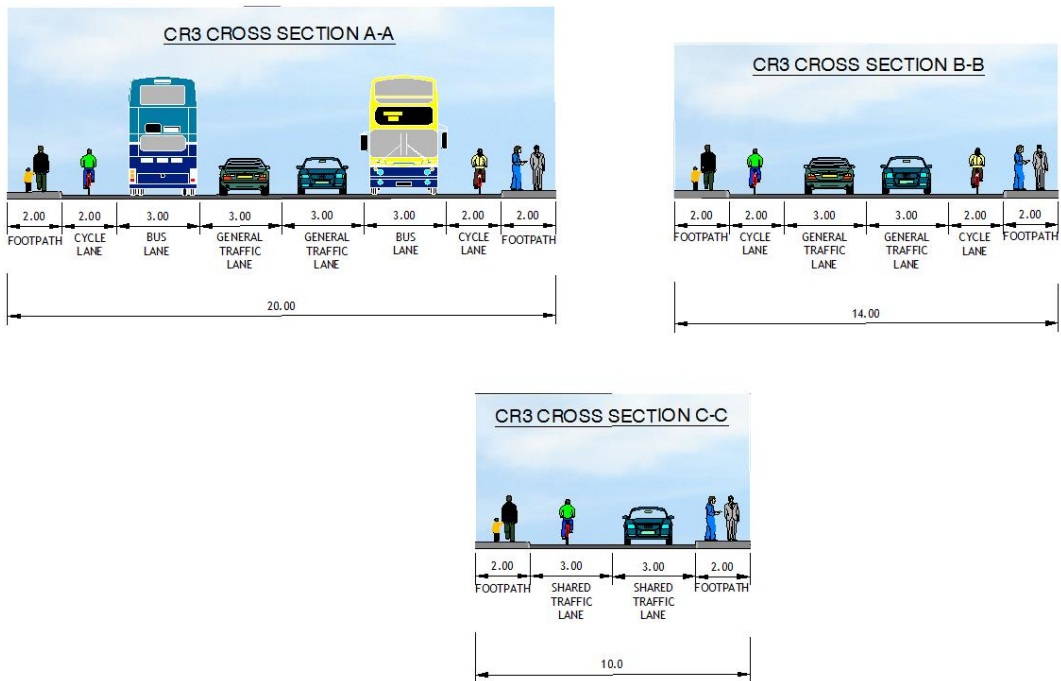 CR3 CROSS SECTION A-A
2.00 2.00 3.00 3.00 3.00 3.00 2.00 2.00
FOOTPATH CYCLE LANE BUS LANE GENERAL TRAFFIC LANE GENERAL TRAFFIC LANE BUS LANE CYCLE LANE FOOTPATH
20.00
CR3 CROSS SECTION B-B
2.00 2.00 3.00 3.00 2.00 2.00
FOOTPATH CYCLE LANE GENERAL TRAFFIC LANE GENERAL TRAFFIC LANE CYCLE LANE FOOTPATH
14.00
CR3 CROSS SECTION C-C
2.00 3.00 3.00 2.00
FOOTPATH SHARED TRAFFIC LANE SHARED TRAFFIC LANE FOOTPATH
10.0